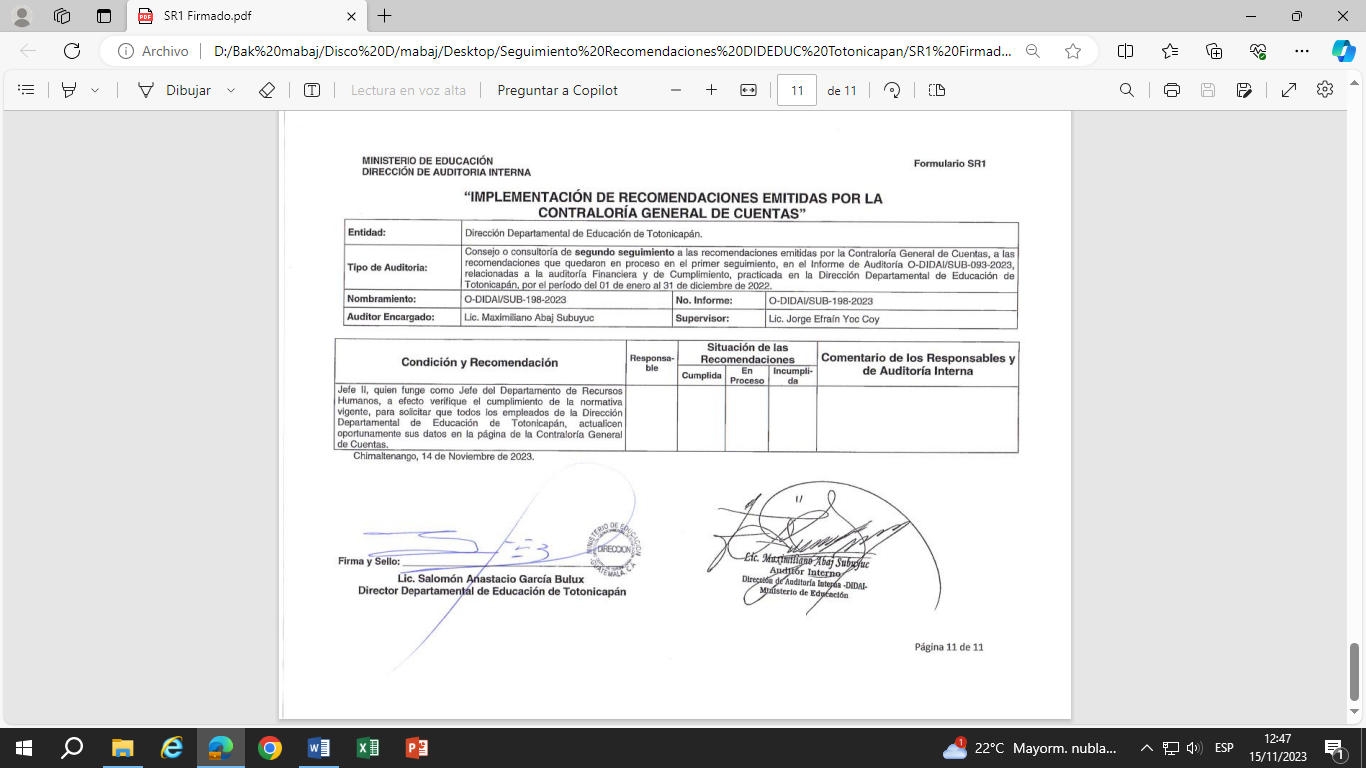 SR1 Firmado.pdf
Archivo
D:/Bak%20mabaj/Disco%20D/mabaj/Desktop/Seguimiento%20Recomendaciones%20DIDEDUC%20Totonicapan/SR1%20Firmad...
Dibujar
Lectura en voz alta
Preguntar a Copilot
11
de 11
MINISTERIO DE EDUCACIÓN
DIRECCIÓN DE AUDITORIA INTERNA
Formulario SR1
“IMPLEMENTACIÓN DE RECOMENDACIONES EMITIDAS POR LA
CONTRALORÍA GENERAL DE CUENTAS”
Entidad:
Dirección Departamental de Educación de Totonicapán.
Tipo de Auditoria:
Consejo o consultoría de segundo seguimiento a las recomendaciones emitidas por la Contraloría General de Cuentas, a las
recomendaciones que quedaron en proceso en el primer seguimiento, en el Informe de Auditoría O-DIDAI/SUB-093-2023,
relacionadas a la auditoría Financiera y de Cumplimiento, practicada en la Dirección Departamental de Educación de
Totonicapán, por el período del 01 de enero al 31 de diciembre de 2022.
Nombramiento:
O-DIDAI/SUB-198-2023
No. Informe:
O-DIDAI/SUB-198-2023
Auditor Encargado:
Lic. Maximiliano Abaj Subuyuc
Supervisor:
Lic. Jorge Efraín Yoc Coy
Condición y Recomendación
Responsa-
ble
Situación de las
Recomendaciones
Cumplida
En
Proceso
Incumpli-
da
Comentario de los Responsables y
de Auditoría Interna
Jefe II, quien funge como Jefe del Departamento de Recursos
Humanos, a efecto verifique el cumplimiento de la normativa
vigente, para solicitar que todos los empleados de la Dirección
Departamental de Educación de Totonicapán, actualicen
oportunamente sus datos en la página de la Contraloría General
de Cuentas.
Chimaltenango, 14 de Noviembre de 2023.
MINISTERIO DE EDUCACION
DIRECCION
GUATEMALA, C.A.
Firma y Sello:
Lic. Salomón Anastacio García Bulux
Director Departamental de Educación de Totonicapán
Lic. Maximiliano Abaj Subuyuc
Auditor Interno
Dirección de Auditoría Interna -DIDAI-
Ministerio de Educación
Página 11 de 11
22°C Mayorm. nubla...
ESP
12:47
15/11/2023
1
1